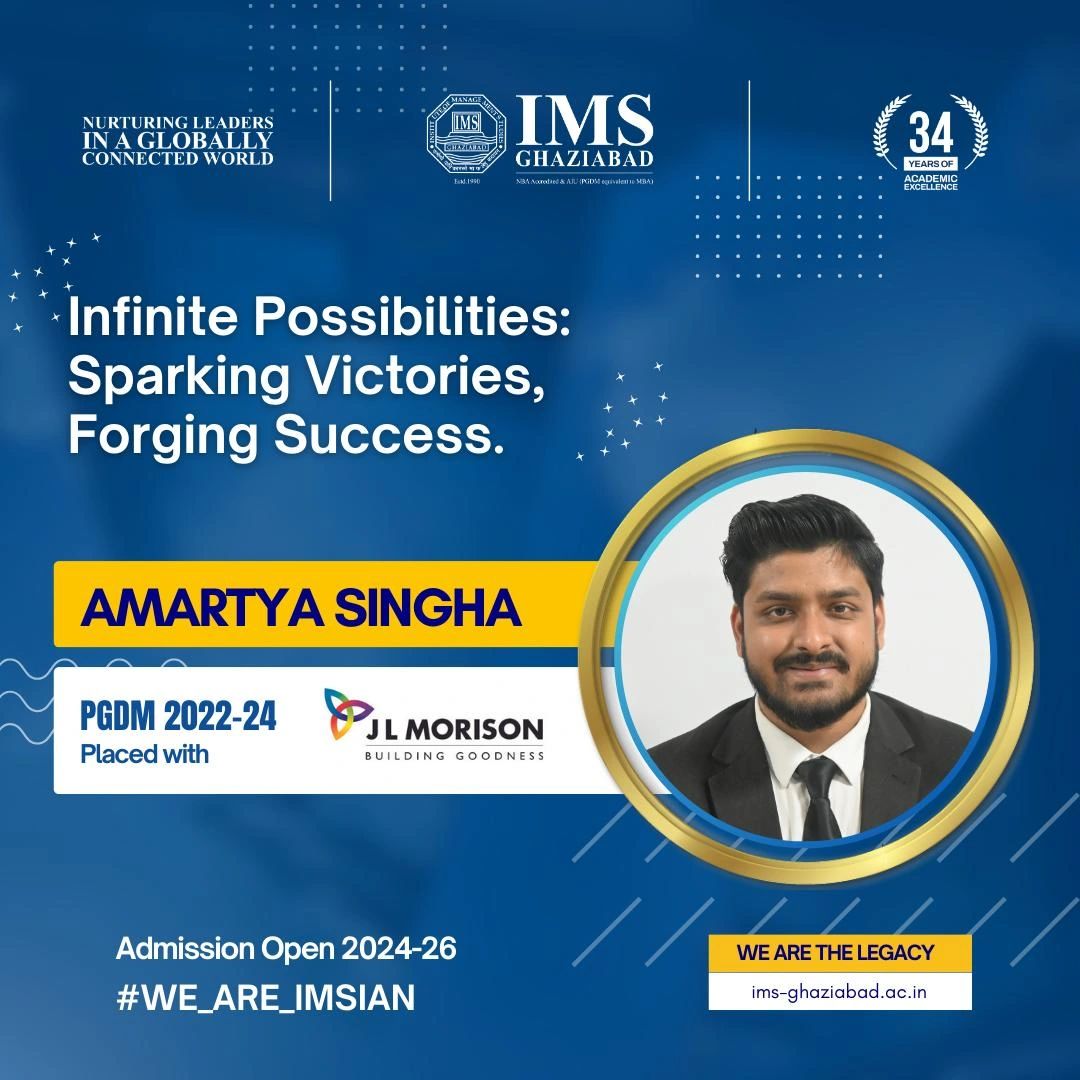 NURTURING LEADERS
IN A GLOBALLY
CONNECTED WORLD
IMS
GHAZIABAD
Estd.1990
IMS
GHAZIABAD
NBA Accredited & AIU (PGDM equivalent to MBA)
34
YEARS OF
ACADEMIC
EXCELLENCE
Infinite Possibilities:
Sparking Victories,
Forging Success.
AMARTYA SINGHA
PGDM 2022-24
Placed with
J L MORISON
BUILDING GOODNESS
Admission Open 2024-26
#WE_ARE_IMSIAN
WE ARE THE LEGACY
ims-ghaziabad.ac.in